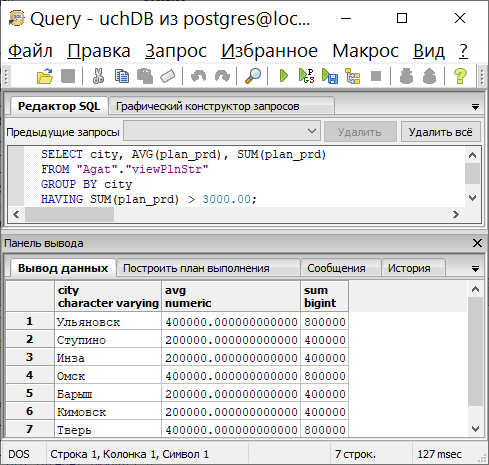 Query - uchDB из postgres@loc...
Файл Правка Запрос Избранное Макрос Вид ?
Редактор SQL Графический конструктор запросов
Предыдущие запросы Удалить Удалить всё
SELECT city, AVG(plan_prd), SUM(plan_prd)
FROM "Agat"."viewPlnStr"
GROUP BY city
HAVING SUM(plan_prd) > 3000.00;
Панель вывода
Вывод данных Построить план выполнения Сообщения История
city avg sum
character varying numeric bigint
1 Ульяновск 400000.000000000000 800000
2 Ступино 200000.000000000000 400000
3 Инза 200000.000000000000 400000
4 Омск 400000.000000000000 800000
5 Барыш 200000.000000000000 400000
6 Кимовск 200000.000000000000 400000
7 Тверь 400000.000000000000 800000
DOS Строка 1, Колонка 1, Символ 1 7 строк. 127 msec